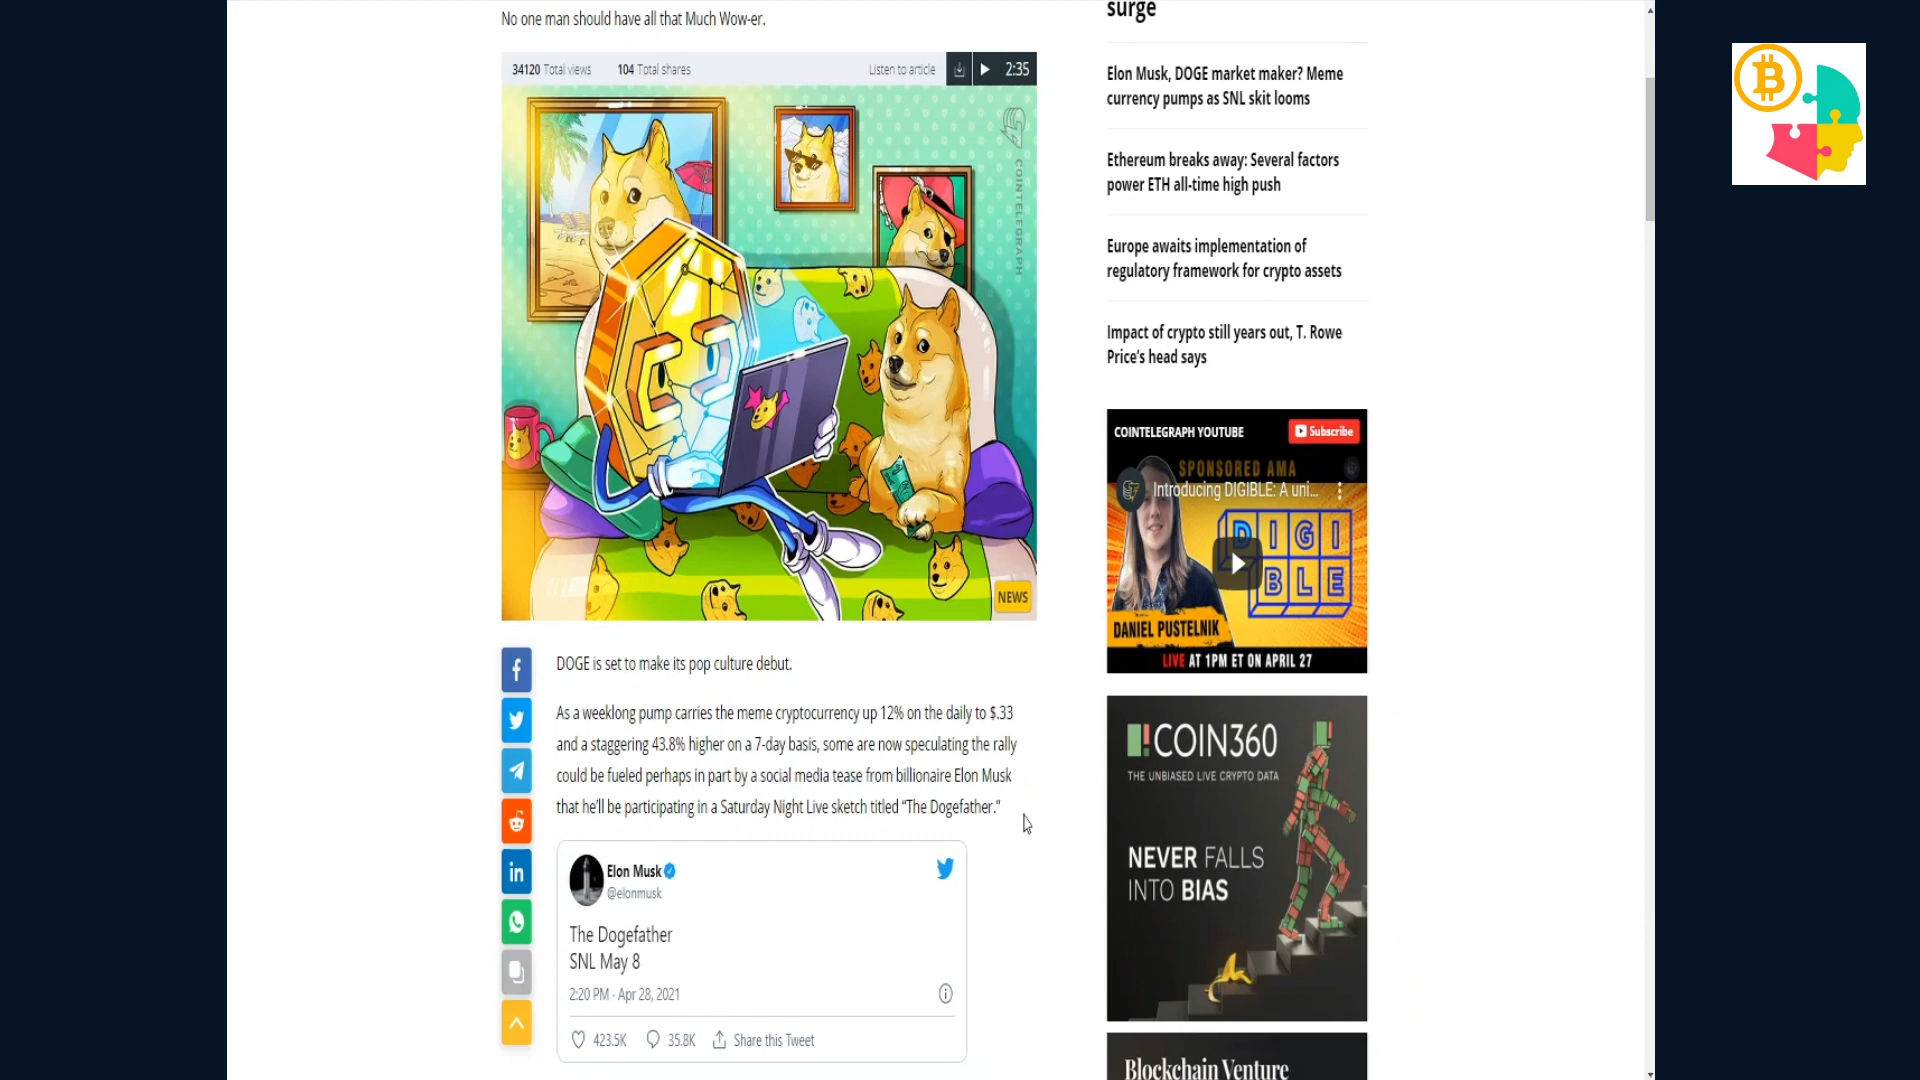 No one man should have all that Much Wow-er.
34120 Total views 104 Total shares Listen to article 2:35
COINTELEGRAPH
NEWS
DOGE is set to make its pop culture debut.
As a weeklong pump carries the meme cryptocurrency up 12% on the daily to $.33
and a staggering 43.8% higher on a 7-day basis, some are now speculating the rally
could be fueled perhaps in part by a social media tease from billionaire Elon Musk
that he'll be participating in a Saturday Night Live sketch titled “The Dogefather.”
Elon Musk
@elonmusk
The Dogefather
SNL May 8
2:20 PM · Apr 28, 2021
423.5K 35.8K Share this Tweet
surge
Elon Musk, DOGE market maker? Meme
currency pumps as SNL skit looms
Ethereum breaks away: Several factors
power ETH all-time high push
Europe awaits implementation of
regulatory framework for crypto assets
Impact of crypto still years out, T. Rowe
Price's head says
COINTELEGRAPH YOUTUBE Subscribe
SPONSORED AMA
Introducing DIGIBLE: A uni...
DIGI
BLE
DANIEL PUSTELNIK
LIVE AT 1PM ET ON APRIL 27
COIN360
THE UNBIASED LIVE CRYPTO DATA
NEVER FALLS
INTO BIAS
Blockchain Venture